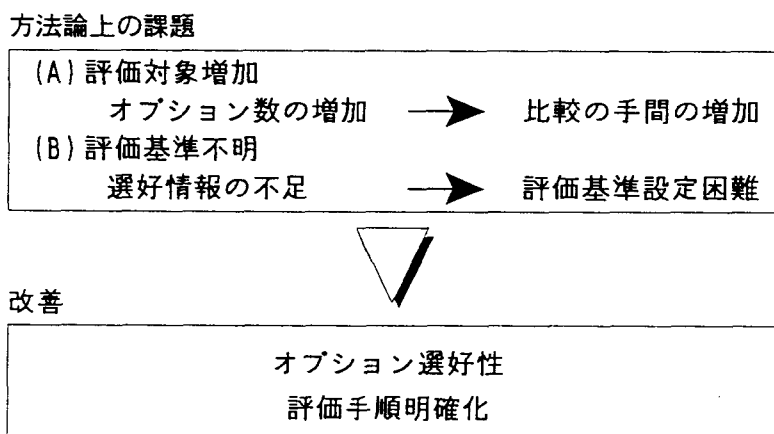 方法論上の課題
(A)評価対象増加
オプション数の増加 → 比較の手間の増加
(B)評価基準不明
選好情報の不足 → 評価基準設定困難
改善
オプション選好性
評価手順明確化